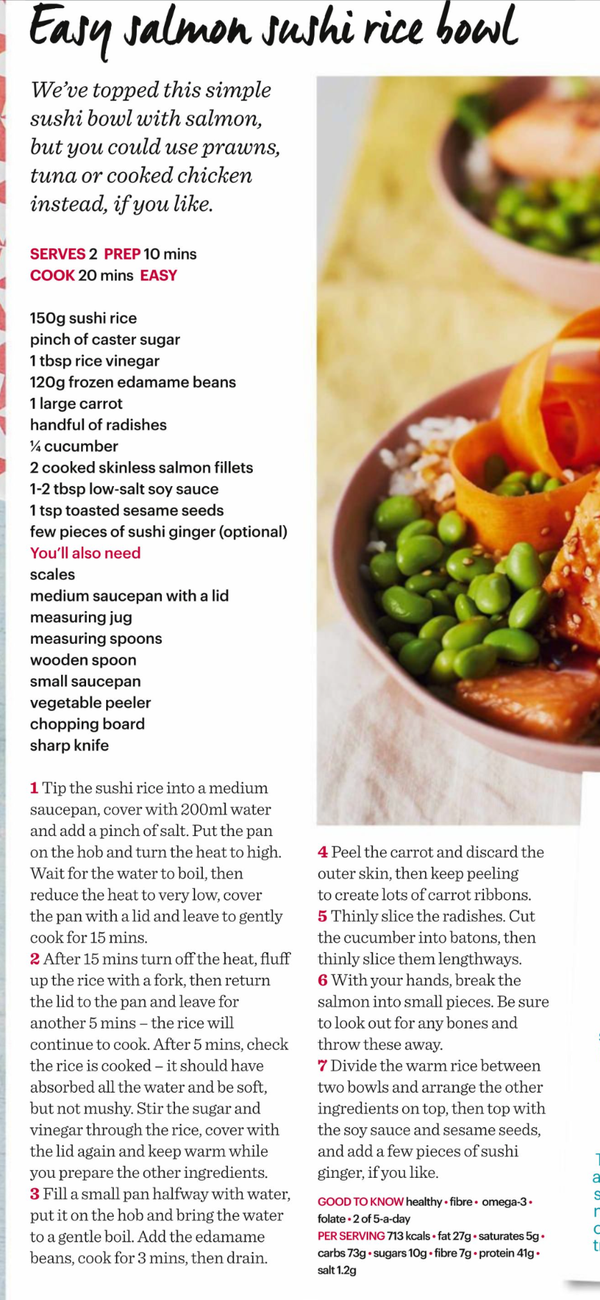 Easy salmon sushi rice bowl
We’ve topped this simple
sushi bowl with salmon,
but you could use prawns,
tuna or cooked chicken
instead, if you like.
SERVES 2 PREP 10 mins
COOK 20 mins EASY
150g sushi rice
pinch of caster sugar
1 tbsp rice vinegar
120g frozen edamame beans
1 large carrot
handful of radishes
¼ cucumber
2 cooked skinless salmon fillets
1-2 tbsp low-salt soy sauce
1 tsp toasted sesame seeds
few pieces of sushi ginger (optional)
You’ll also need
scales
medium saucepan with a lid
measuring jug
measuring spoons
wooden spoon
small saucepan
vegetable peeler
chopping board
sharp knife
1 Tip the sushi rice into a medium
saucepan, cover with 200ml water
and add a pinch of salt. Put the pan
on the hob and turn the heat to high.
Wait for the water to boil, then
reduce the heat to very low, cover
the pan with a lid and leave to gently
cook for 15 mins.
2 After 15 mins turn off the heat, fluff
up the rice with a fork, then return
the lid to the pan and leave for
another 5 mins – the rice will
continue to cook. After 5 mins, check
the rice is cooked – it should have
absorbed all the water and be soft,
but not mushy. Stir the sugar and
vinegar through the rice, cover with
the lid again and keep warm while
you prepare the other ingredients.
3 Fill a small pan halfway with water,
put it on the hob and bring the water
to a gentle boil. Add the edamame
beans, cook for 3 mins, then drain.
4 Peel the carrot and discard the
outer skin, then keep peeling
to create lots of carrot ribbons.
5 Thinly slice the radishes. Cut
the cucumber into batons, then
thinly slice them lengthways.
6 With your hands, break the
salmon into small pieces. Be sure
to look out for any bones and
throw these away.
7 Divide the warm rice between
two bowls and arrange the other
ingredients on top, then top with
the soy sauce and sesame seeds,
and add a few pieces of sushi
ginger, if you like.
GOOD TO KNOW healthy • fibre • omega-3 •
folate • 2 of 5-a-day
PER SERVING 713 kcals • fat 27g • saturates 5g •
carbs 73g • sugars 10g • fibre 7g • protein 41g •
salt 1.2g